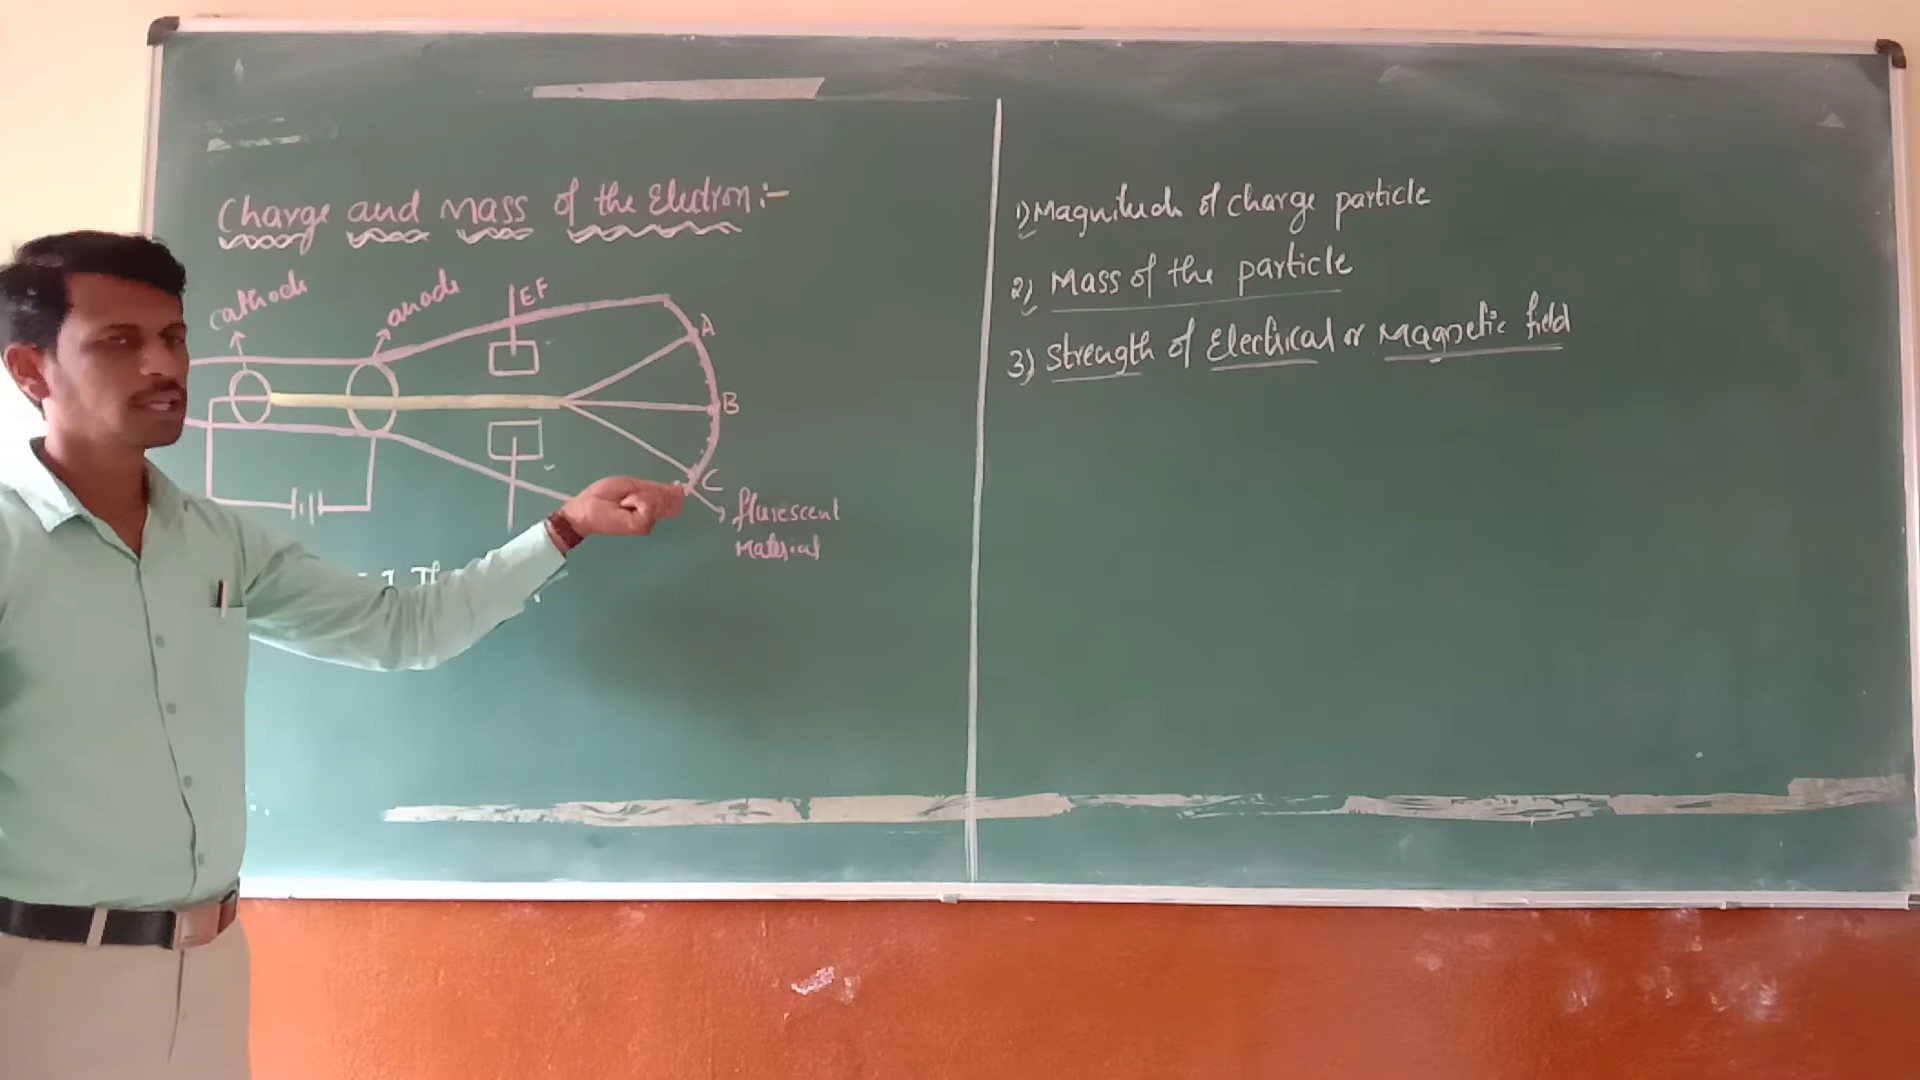 Charge and Mass of the Electron:-
cathode
anode
EF
A
B
C
flurescent
Material
1) Magnitude of charge particle
2) Mass of the particle
3) Strength of Electrical or Magnetic field